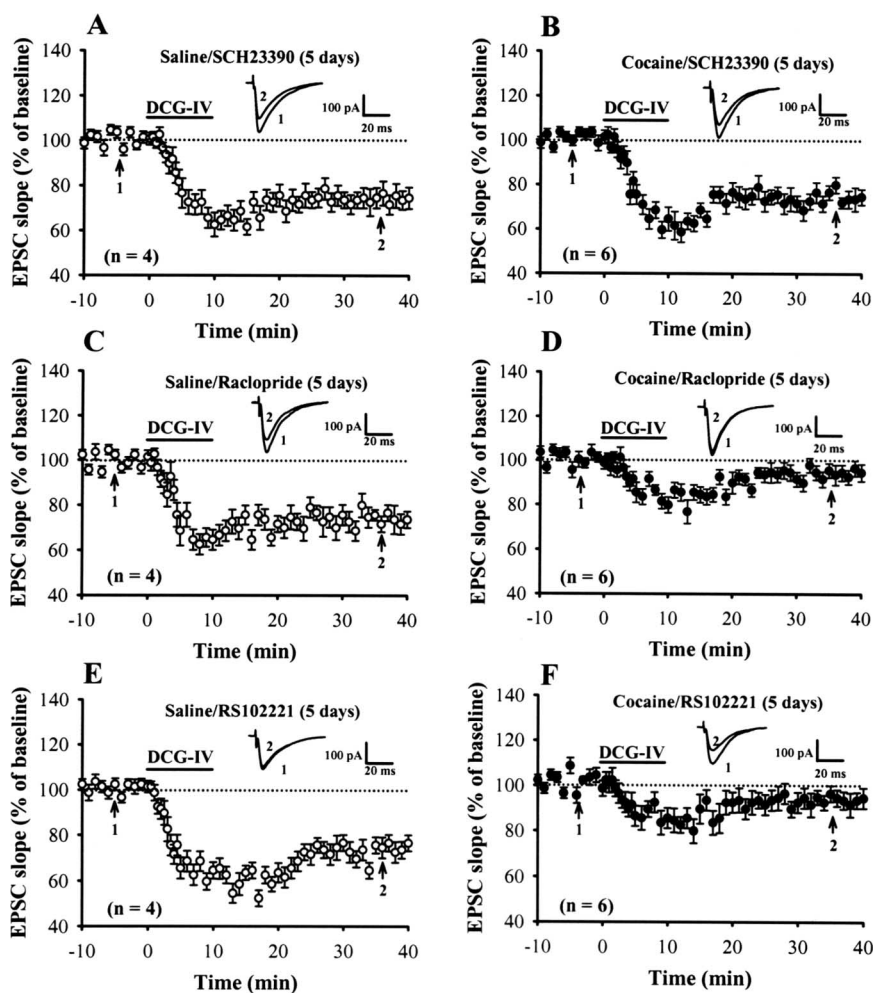 A
Saline/SCH23390 (5 days)
DCG-IV
2
1
100 pA
20 ms
EPSC slope (% of baseline)
140
120
100
80
60
40
1
2
(n = 4)
-10 0 10 20 30 40
Time (min)
B
Cocaine/SCH23390 (5 days)
DCG-IV
2
1
100 pA
20 ms
EPSC slope (% of baseline)
140
120
100
80
60
40
1
2
(n = 6)
-10 0 10 20 30 40
Time (min)
C
Saline/Raclopride (5 days)
DCG-IV
2
1
100 pA
20 ms
EPSC slope (% of baseline)
140
120
100
80
60
40
1
2
(n = 4)
-10 0 10 20 30 40
Time (min)
D
Cocaine/Raclopride (5 days)
DCG-IV
2
1
100 pA
20 ms
EPSC slope (% of baseline)
140
120
100
80
60
40
1
2
(n = 6)
-10 0 10 20 30 40
Time (min)
E
Saline/RS102221 (5 days)
DCG-IV
2
1
100 pA
20 ms
EPSC slope (% of baseline)
140
120
100
80
60
40
1
2
(n = 4)
-10 0 10 20 30 40
Time (min)
F
Cocaine/RS102221 (5 days)
DCG-IV
2
1
100 pA
20 ms
EPSC slope (% of baseline)
140
120
100
80
60
40
1
2
(n = 6)
-10 0 10 20 30 40
Time (min)